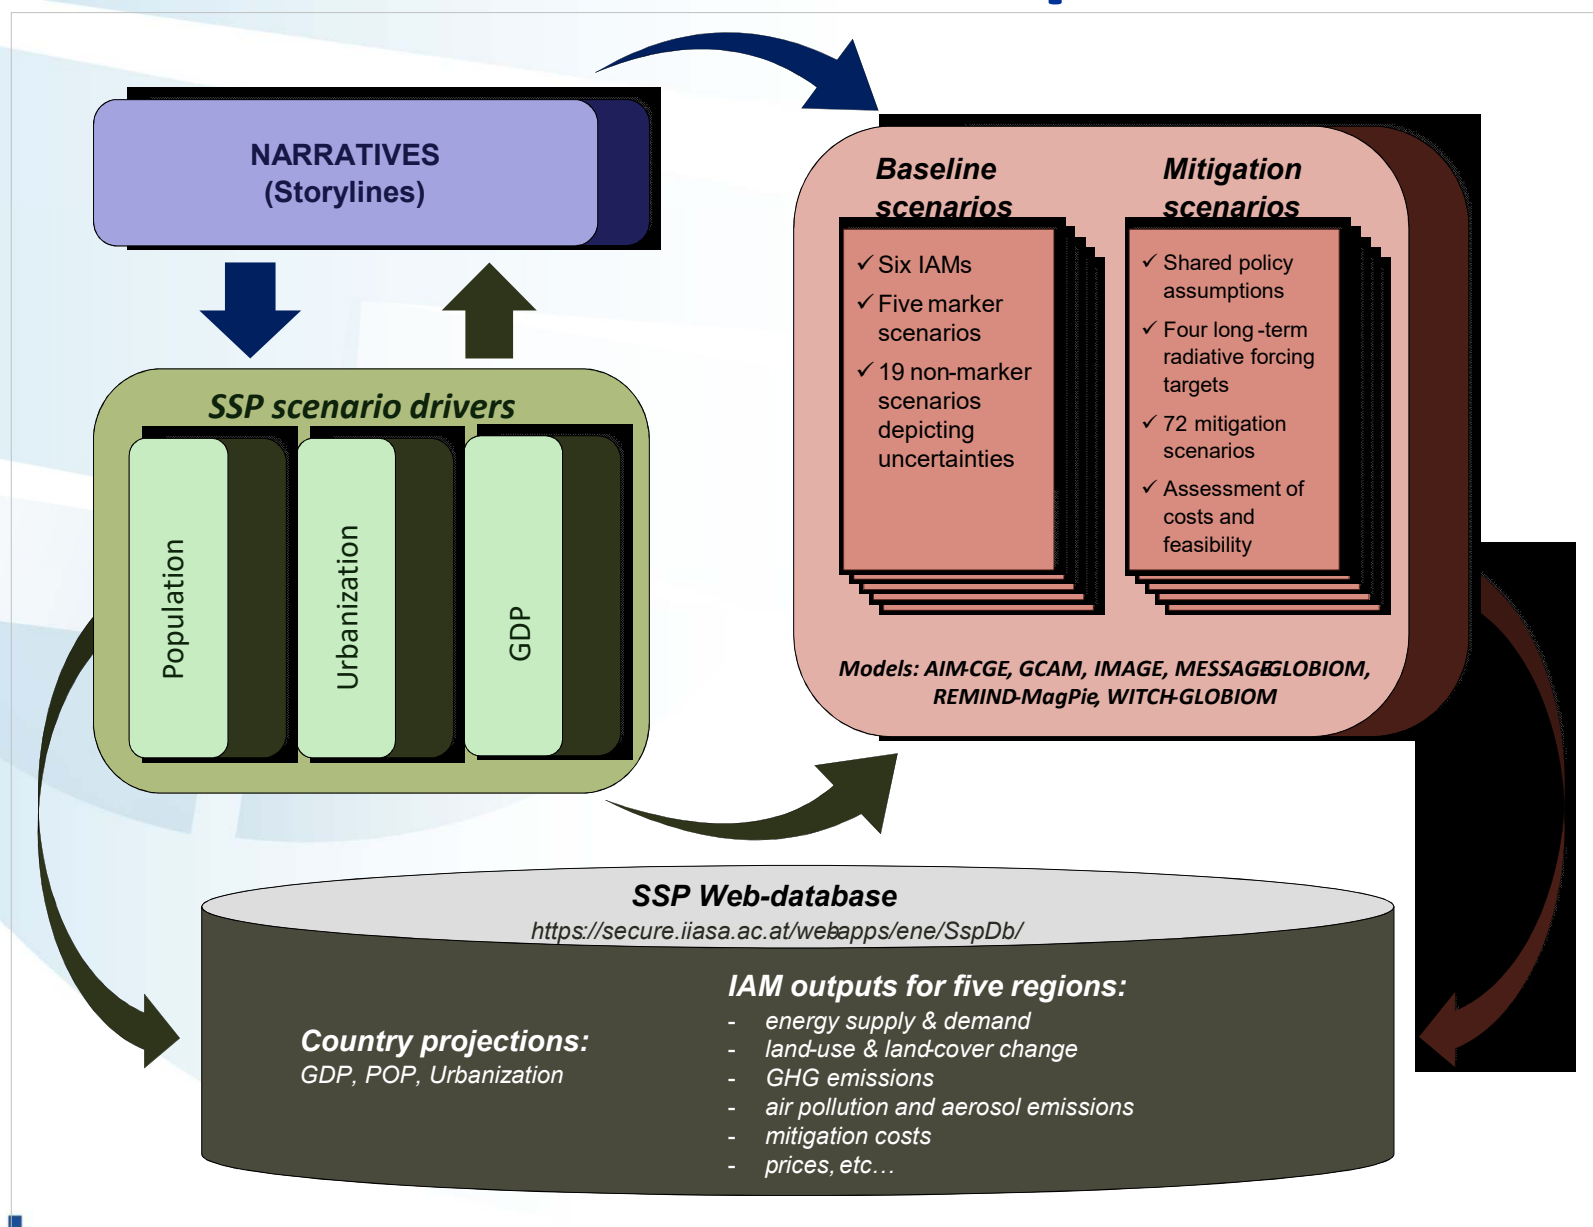 NARRATIVES
(Storylines)
SSP scenario drivers
Population
Urbanization
GDP
Baseline
scenarios
✓ Six IAMs
✓ Five marker
scenarios
✓ 19 non-marker
scenarios
depicting
uncertainties
Mitigation
scenarios
✓ Shared policy
assumptions
✓ Four long-term
radiative forcing
targets
✓ 72 mitigation
scenarios
✓ Assessment of
costs and
feasibility
Models: AIM-CGE, GCAM, IMAGE, MESSAGE-GLOBIOM,
REMIND-MagPie, WITCH-GLOBIOM
SSP Web-database
https://secure.iiasa.ac.at/web-apps/ene/SspDb/
Country projections:
GDP, POP, Urbanization
IAM outputs for five regions:
- energy supply & demand
- land-use & land-cover change
- GHG emissions
- air pollution and aerosol emissions
- mitigation costs
- prices, etc…